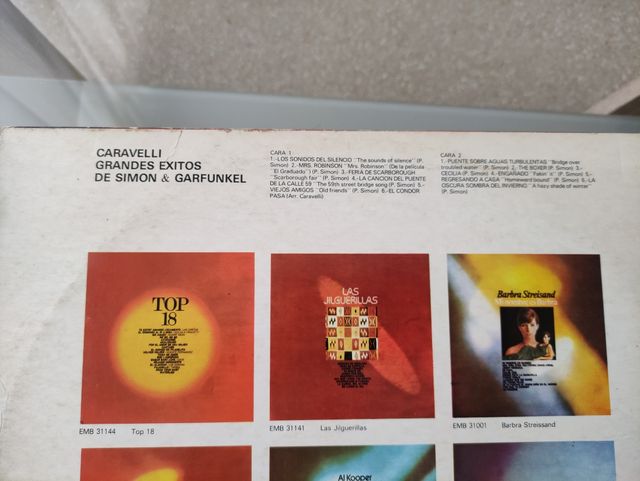 CARAVELLI
GRANDES EXITOS
DE SIMON & GARFUNKEL
CARA 1
1.-LOS SONIDOS DEL SILENCIO "The sounds of silence" (P.
Simon) 2.-MRS. ROBINSON "Mrs. Robinson" (De la película
"El Graduado") (P. Simon) 3.-FERIA DE SCARBOROUGH
"Scarborough fair" (P. Simon) 4.-LA CANCION DEL PUENTE
DE LA CALLE 59 "The 59th street bridge song (P. Simon) 5.-
VIEJOS AMIGOS "Old friends" (P. Simon) 6.-EL CONDOR
PASA (Arr. Caravelli)
CARA 2
1.-PUENTE SOBRE AGUAS TURBULENTAS "Bridge over
troubled water" (P. Simon) 2.-THE BOXER (P. Simon) 3.-
CECILIA (P. Simon) 4.-ENGAÑADO "Fakin' it" (P. Simon) 5.-
REGRESANDO A CASA "Homeward bound" (P. Simon) 6.-LA
OSCURA SOMBRA DEL INVIERNO "A hazy shade of winter"
(P. Simon)
TOP
18
LAS
JILGUERILLAS
Barbra Streisand
Mi nombre es Barbra
EMB 31144 Top 18
EMB 31141 Las Jilguerillas
EMB 31001 Barbra Streissand
Al Kooper